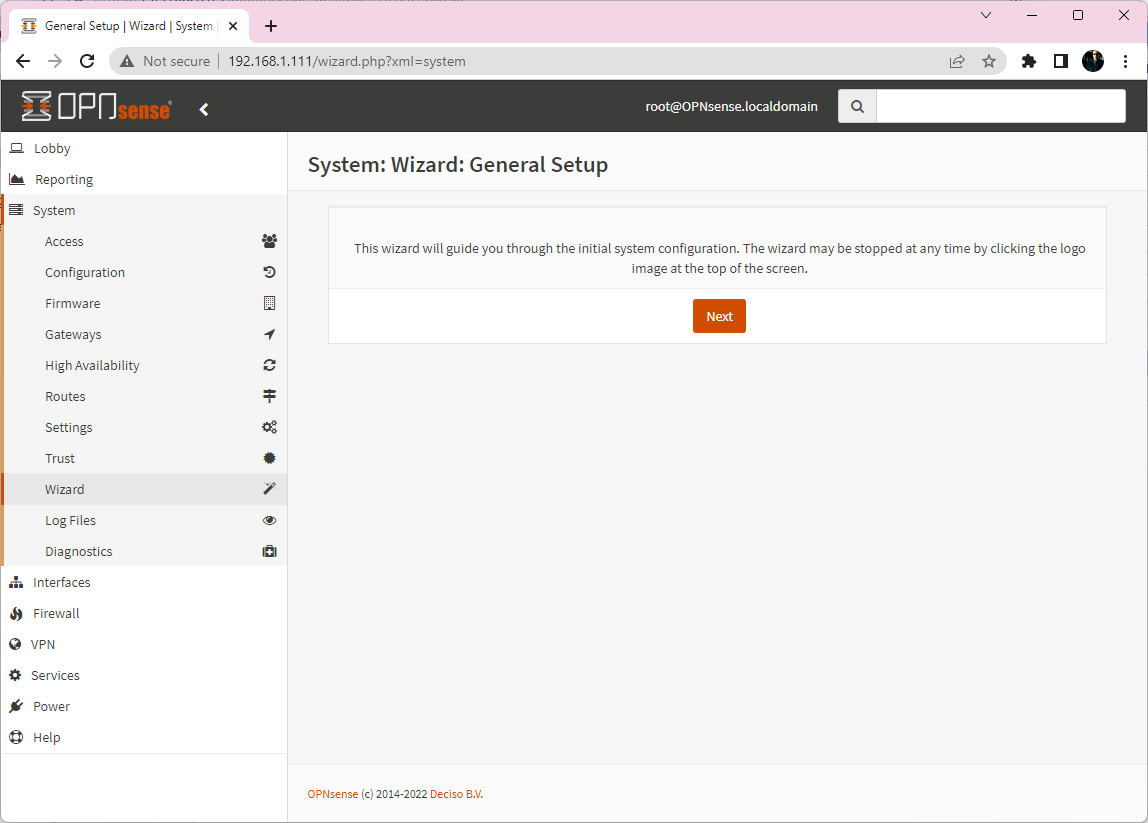 General Setup | Wizard | System |
Not secure
192.168.1.111/wizard.php?xml=system
OPNsense
root@OPNsense.localdomain
Lobby
Reporting
System
Access
Configuration
Firmware
Gateways
High Availability
Routes
Settings
Trust
Wizard
Log Files
Diagnostics
Interfaces
Firewall
VPN
Services
Power
Help
System: Wizard: General Setup
This wizard will guide you through the initial system configuration. The wizard may be stopped at any time by clicking the logo
image at the top of the screen.
Next
OPNsense (c) 2014-2022 Deciso B.V.